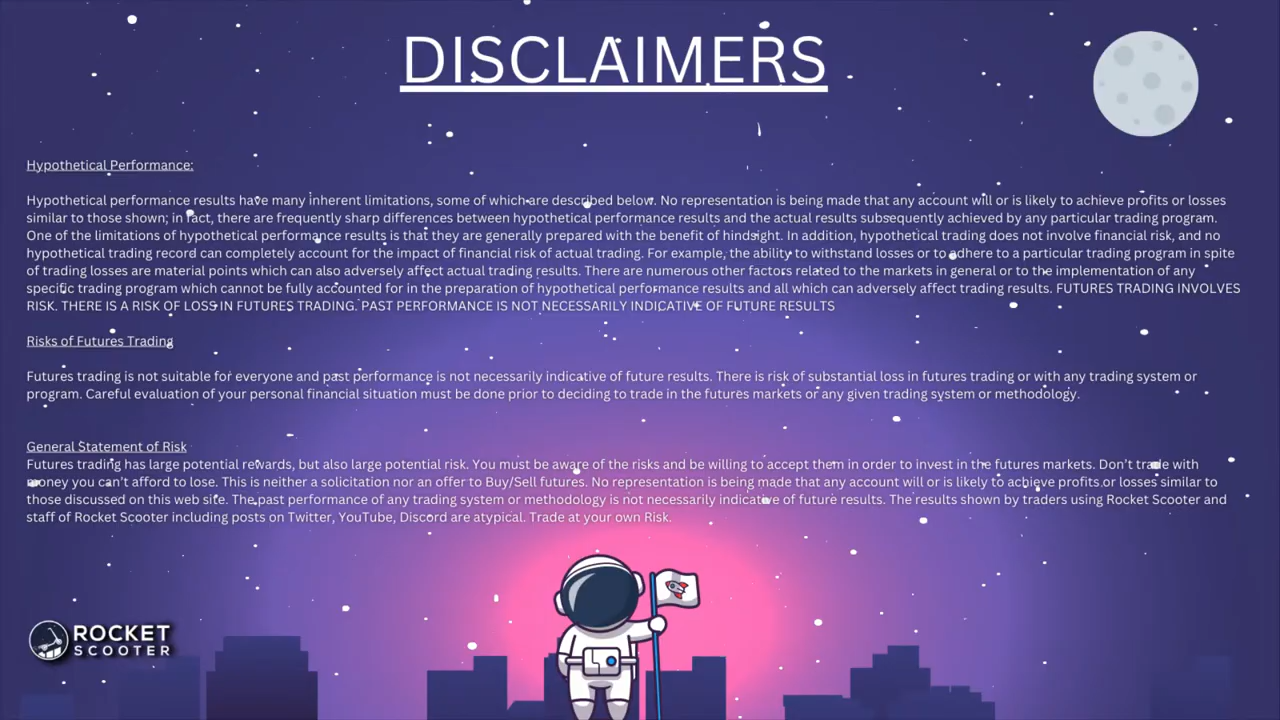 DISCLAIMERS
Hypothetical Performance:
Hypothetical performance results have many inherent limitations, some of which are described below. No representation is being made that any account will or is likely to achieve profits or losses
similar to those shown; in fact, there are frequently sharp differences between hypothetical performance results and the actual results subsequently achieved by any particular trading program.
One of the limitations of hypothetical performance results is that they are generally prepared with the benefit of hindsight. In addition, hypothetical trading does not involve financial risk, and no
hypothetical trading record can completely account for the impact of financial risk of actual trading. For example, the ability to withstand losses or to adhere to a particular trading program in spite
of trading losses are material points which can also adversely affect actual trading results. There are numerous other factors related to the markets in general or to the implementation of any
specific trading program which cannot be fully accounted for in the preparation of hypothetical performance results and all which can adversely affect trading results. FUTURES TRADING INVOLVES
RISK. THERE IS A RISK OF LOSS IN FUTURES TRADING. PAST PERFORMANCE IS NOT NECESSARILY INDICATIVE OF FUTURE RESULTS
Risks of Futures Trading
Futures trading is not suitable for everyone and past performance is not necessarily indicative of future results. There is risk of substantial loss in futures trading or with any trading system or
program. Careful evaluation of your personal financial situation must be done prior to deciding to trade in the futures markets or any given trading system or methodology.
General Statement of Risk
Futures trading has large potential rewards, but also large potential risk. You must be aware of the risks and be willing to accept them in order to invest in the futures markets. Don't trade with
money you can't afford to lose. This is neither a solicitation nor an offer to Buy/Sell futures. No representation is being made that any account will or is likely to achieve profits or losses similar to
those discussed on this web site. The past performance of any trading system or methodology is not necessarily indicative of future results. The results shown by traders using Rocket Scooter and
staff of Rocket Scooter including posts on Twitter, YouTube, Discord are atypical. Trade at your own Risk.
ROCKET
SCOOTER